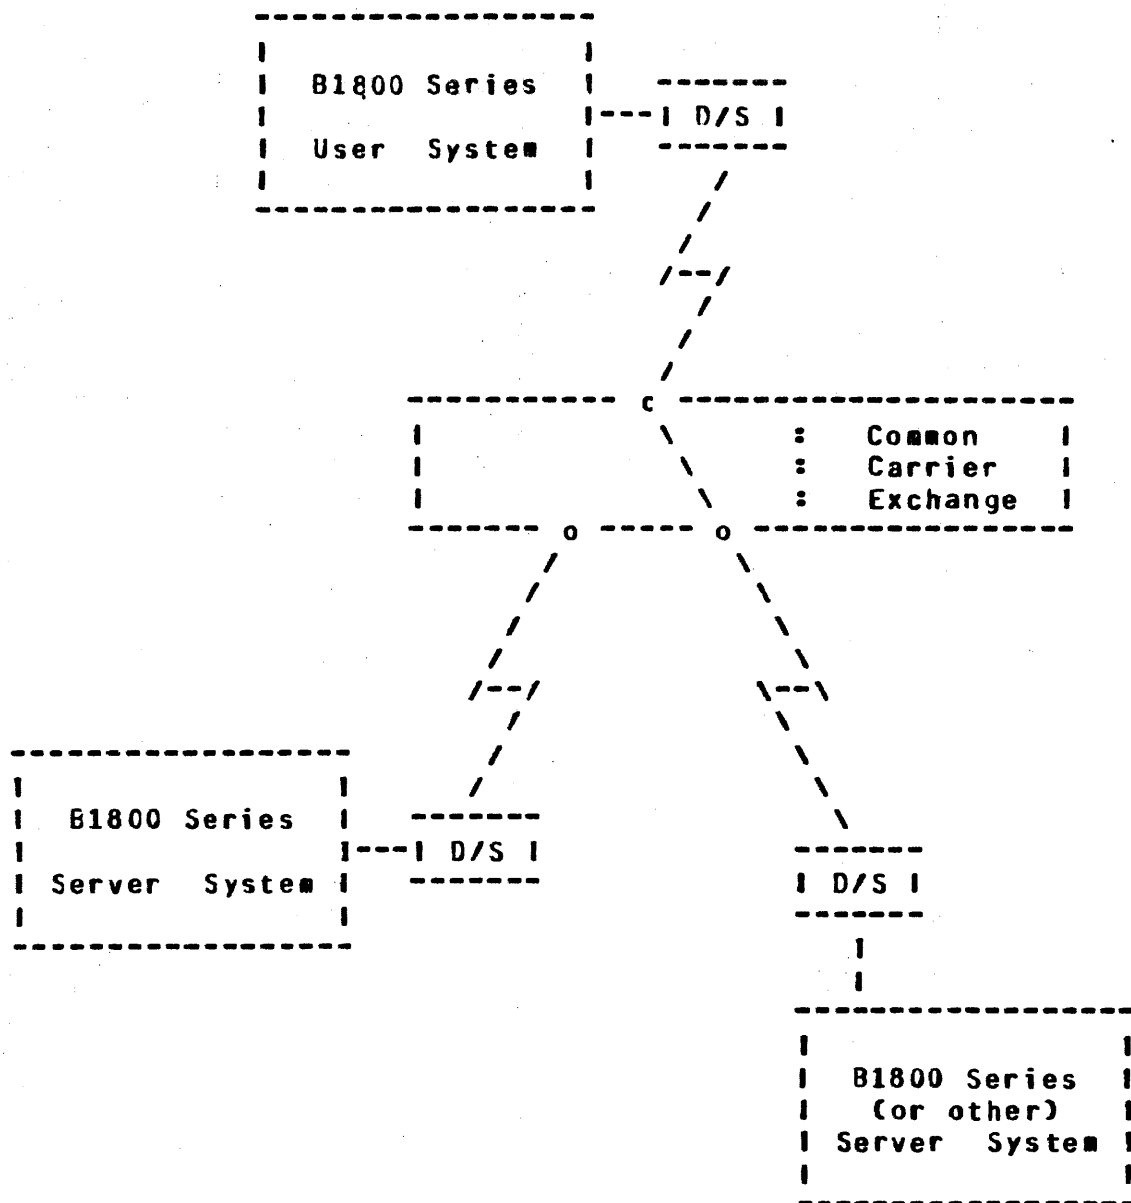 B1800 Series
D/S
User System
c
Common
Carrier
Exchange
o o
B1800 Series
D/S
Server System
D/S
B1800 Series
(or other)
Server System